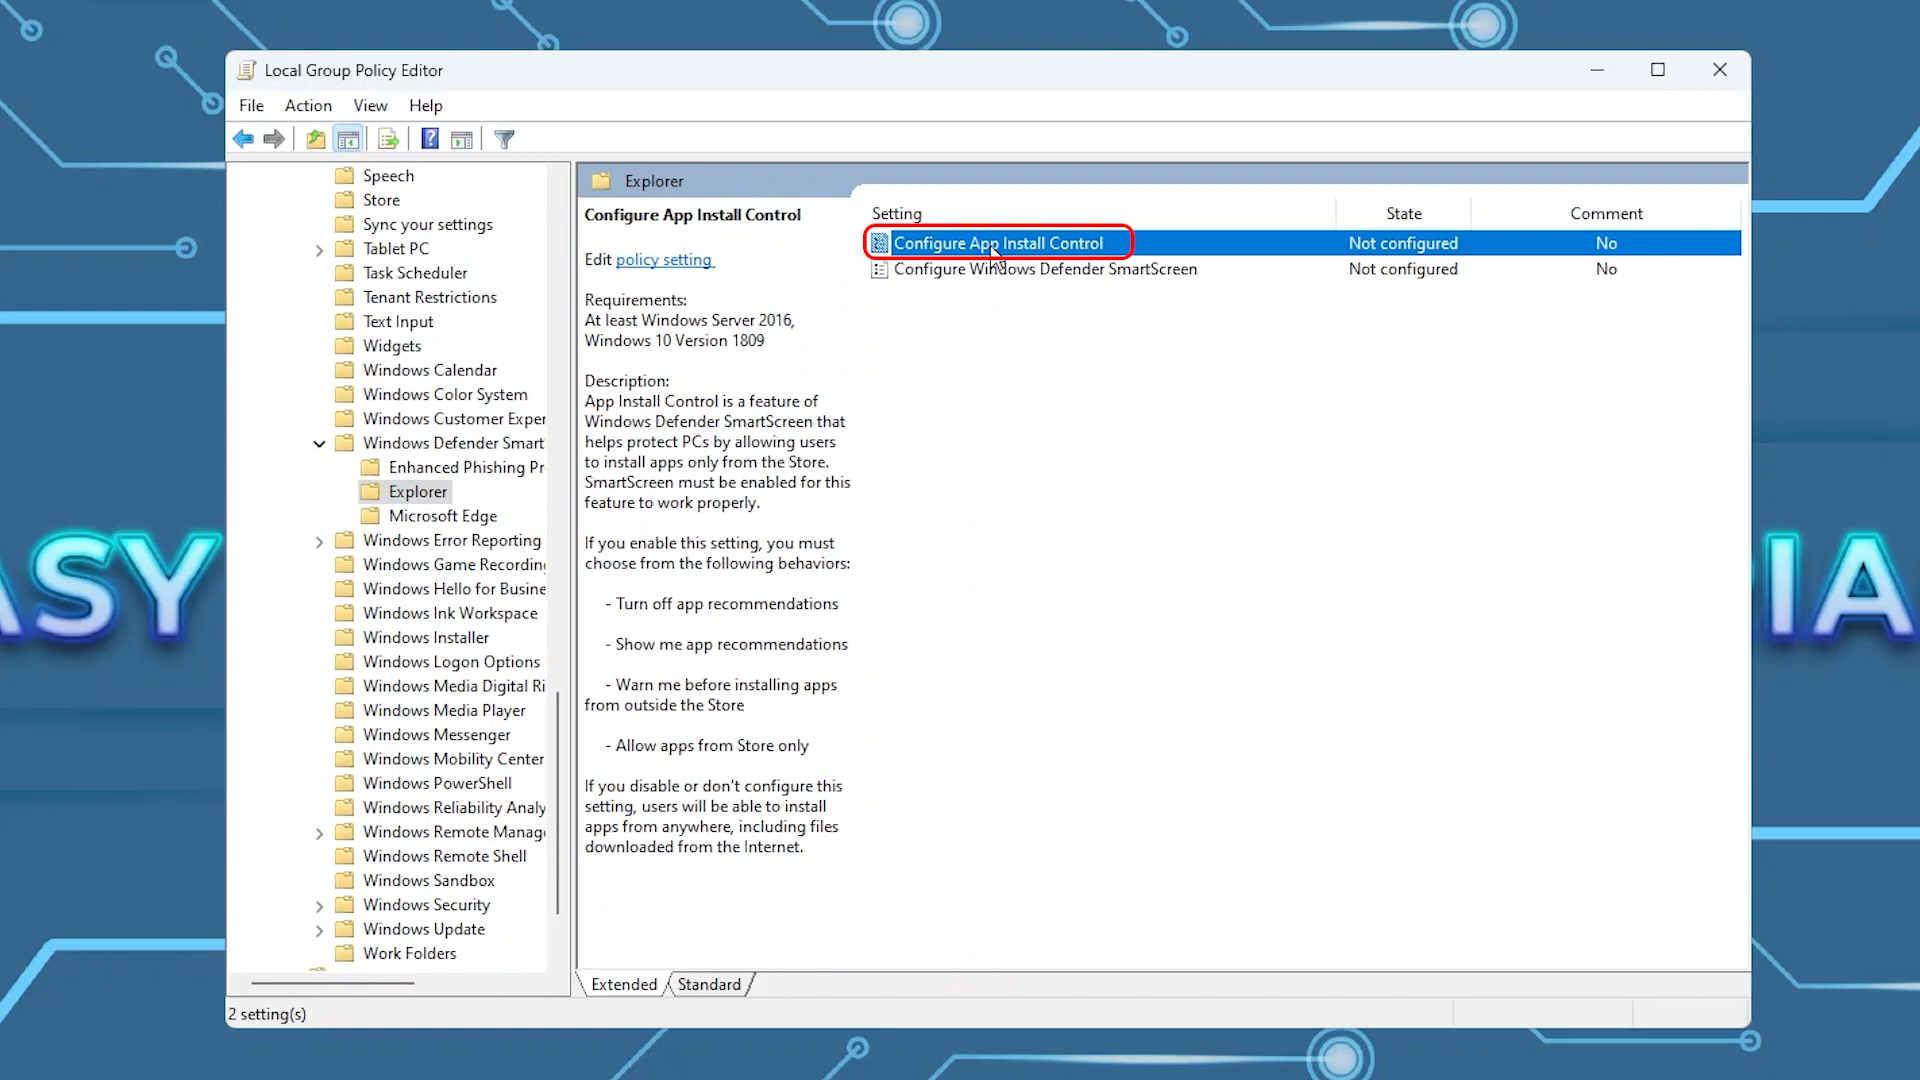 Local Group Policy Editor
File Action View Help
Speech
Store
Sync your settings
Tablet PC
Task Scheduler
Tenant Restrictions
Text Input
Widgets
Windows Calendar
Windows Color System
Windows Customer Exper
Windows Defender Smart
Enhanced Phishing Pr
Explorer
Microsoft Edge
Windows Error Reporting
Windows Game Recording
Windows Hello for Busine
Windows Ink Workspace
Windows Installer
Windows Logon Options
Windows Media Digital Ri
Windows Media Player
Windows Messenger
Windows Mobility Center
Windows PowerShell
Windows Reliability Analy
Windows Remote Manag
Windows Remote Shell
Windows Sandbox
Windows Security
Windows Update
Work Folders
Explorer
Configure App Install Control
Edit policy setting
Requirements:
At least Windows Server 2016,
Windows 10 Version 1809
Description:
App Install Control is a feature of
Windows Defender SmartScreen that
helps protect PCs by allowing users
to install apps only from the Store.
SmartScreen must be enabled for this
feature to work properly.
If you enable this setting, you must
choose from the following behaviors:
- Turn off app recommendations
- Show me app recommendations
- Warn me before installing apps
from outside the Store
- Allow apps from Store only
If you disable or don't configure this
setting, users will be able to install
apps from anywhere, including files
downloaded from the Internet.
Setting State Comment
Configure App Install Control Not configured No
Configure Windows Defender SmartScreen Not configured No
Extended Standard
2 setting(s)
ASY
IA